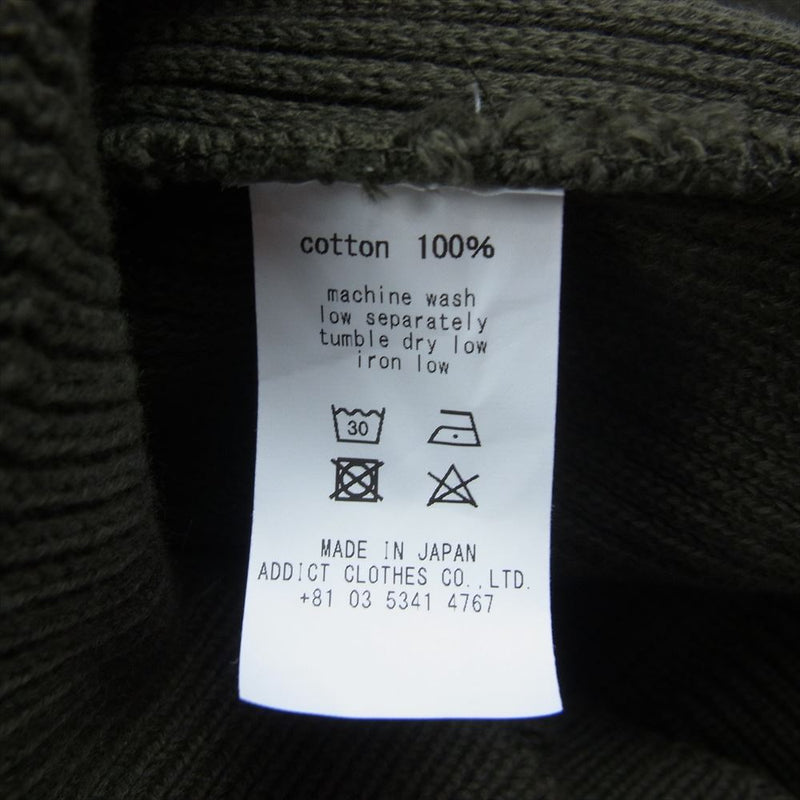 cotton 100%
machine wash
low separately
tumble dry low
iron low
30
MADE IN JAPAN
ADDICT CLOTHES CO.,LTD.
+81 03 5341 4767